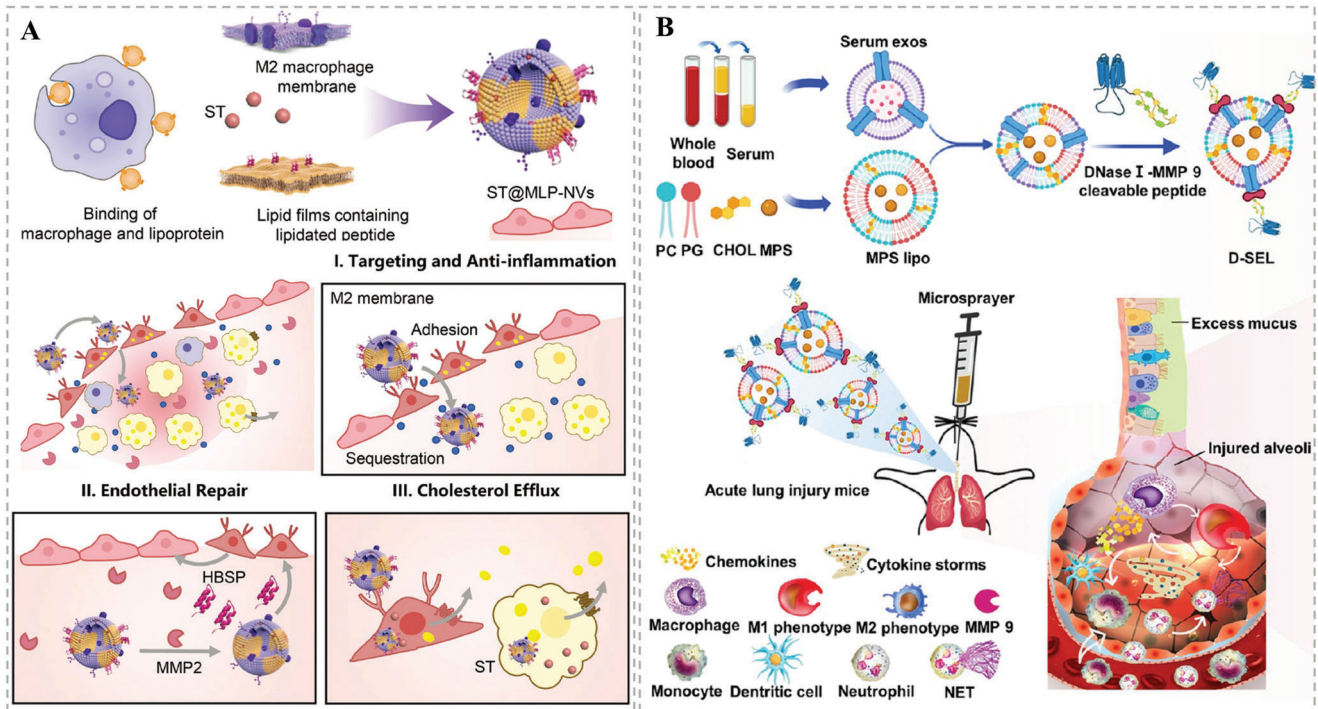 A
M2 macrophage
membrane
ST
Binding of
macrophage and lipoprotein
Lipid films containing
lipidated peptide
ST@MLP-NVs
I. Targeting and Anti-inflammation
M2 membrane
Adhesion
Sequestration
II. Endothelial Repair
III. Cholesterol Efflux
HBSP
MMP2
ST
B
Serum exos
Whole
blood
Serum
PC PG CHOL MPS
MPS lipo
DNase I-MMP 9
cleavable peptide
D-SEL
Microsprayer
Acute lung injury mice
Excess mucus
Injured alveoli
Chemokines
Cytokine storms
Macrophage
M1 phenotype
M2 phenotype
MMP 9
Monocyte
Dentritic cell
Neutrophil
NET